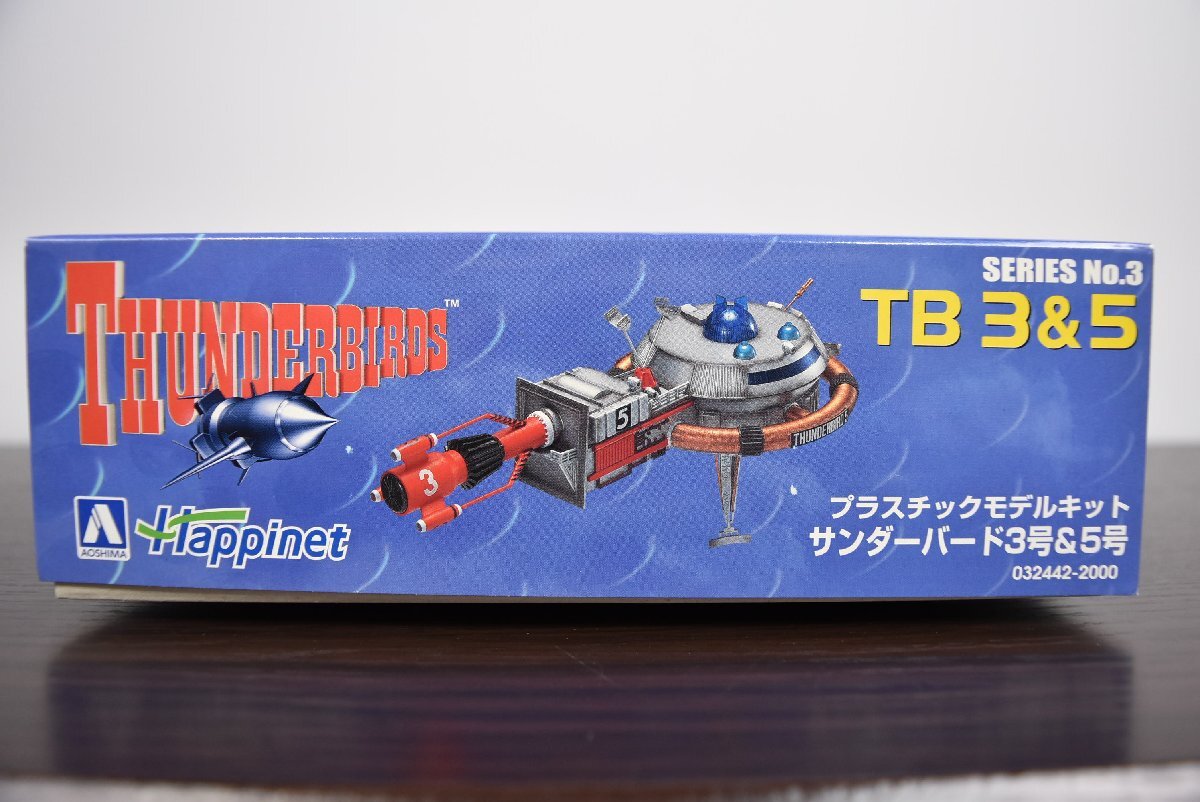 THUNDERBIRDS™
SERIES No.3
TB 3&5
5
3
THUNDERBIRD
AOSHIMA
Happinet
プラスチックモデルキット
サンダーバード3号&5号
032442-2000